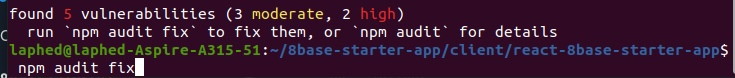 found 5 vulnerabilities (3 moderate, 2 high)
  run `npm audit fix` to fix them, or `npm audit` for details
laphed@laphed-Aspire-A315-51:~/8base-starter-app/client/react-8base-starter-app$
 npm audit fix